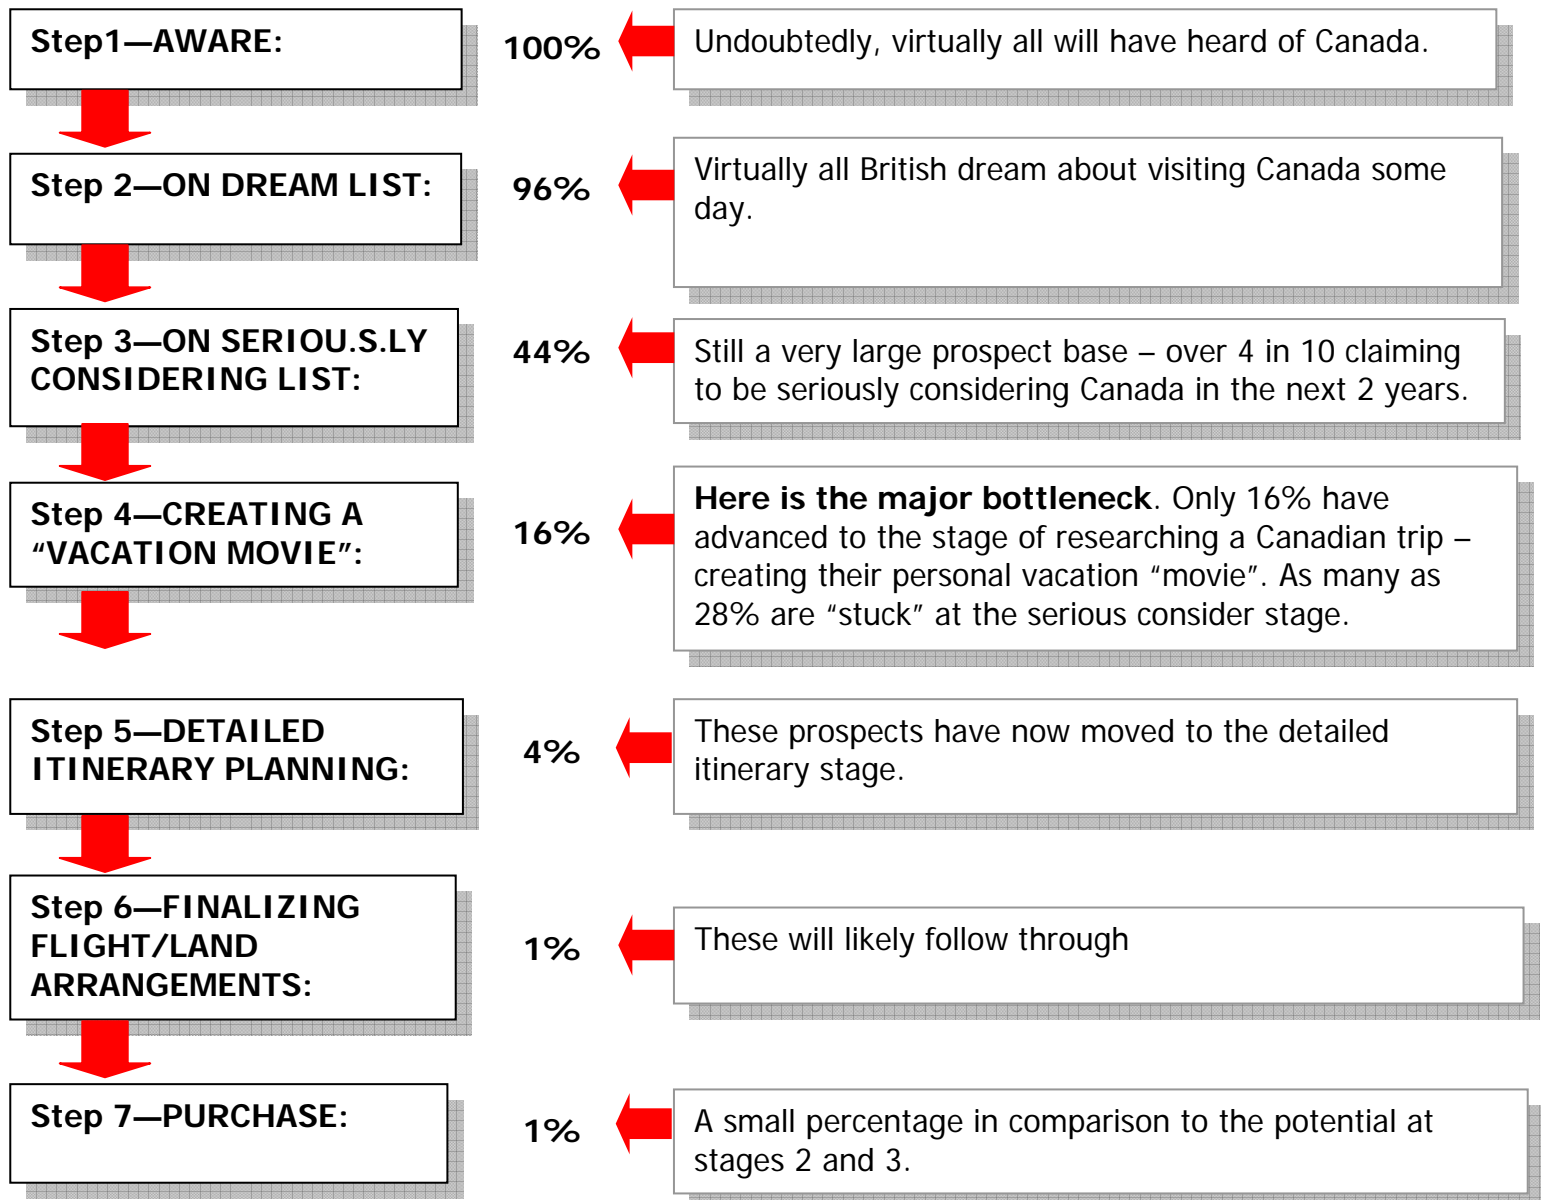 Step1—AWARE:
100%
Undoubtedly, virtually all will have heard of Canada.
Step 2—ON DREAM LIST:
96%
Virtually all British dream about visiting Canada some
day.
Step 3—ON SERIOU.S.LY
CONSIDERING LIST:
44%
Still a very large prospect base – over 4 in 10 claiming
to be seriously considering Canada in the next 2 years.
Step 4—CREATING A
“VACATION MOVIE”:
16%
Here is the major bottleneck. Only 16% have
advanced to the stage of researching a Canadian trip –
creating their personal vacation “movie”. As many as
28% are “stuck” at the serious consider stage.
Step 5—DETAILED
ITINERARY PLANNING:
4%
These prospects have now moved to the detailed
itinerary stage.
Step 6—FINALIZING
FLIGHT/LAND
ARRANGEMENTS:
1%
These will likely follow through
Step 7—PURCHASE:
1%
A small percentage in comparison to the potential at
stages 2 and 3.